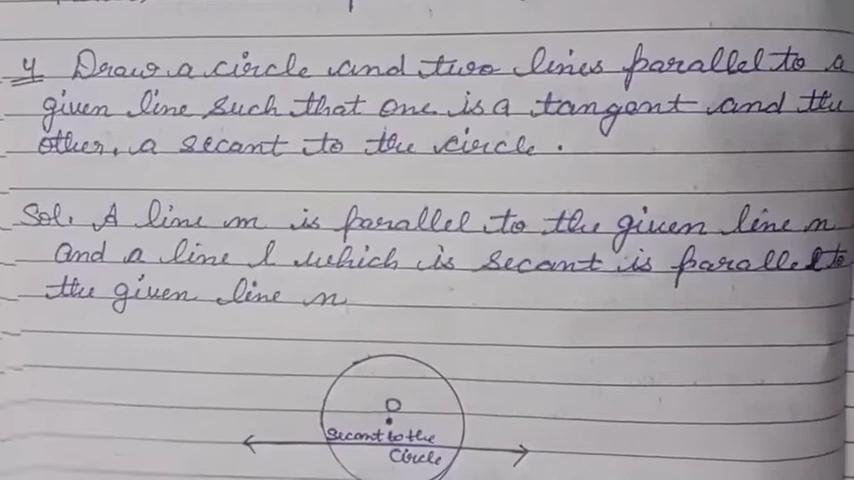 4 Draw a circle and two lines parallel to a
given line such that one is a tangent and the
other, a secant to the circle.
Sol. A line m is parallel to the given line n
and a line l which is secant is parallel to
the given line n
O
Secant to the
Circle